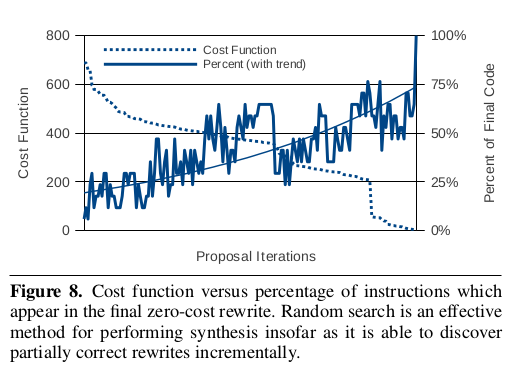 800
600
400
200
0
100%
75%
50%
25%
0%
Cost Function
Percent of Final Code
Cost Function
Percent (with trend)
Proposal Iterations
Figure 8. Cost function versus percentage of instructions which
appear in the final zero-cost rewrite. Random search is an effective
method for performing synthesis insofar as it is able to discover
partially correct rewrites incrementally.